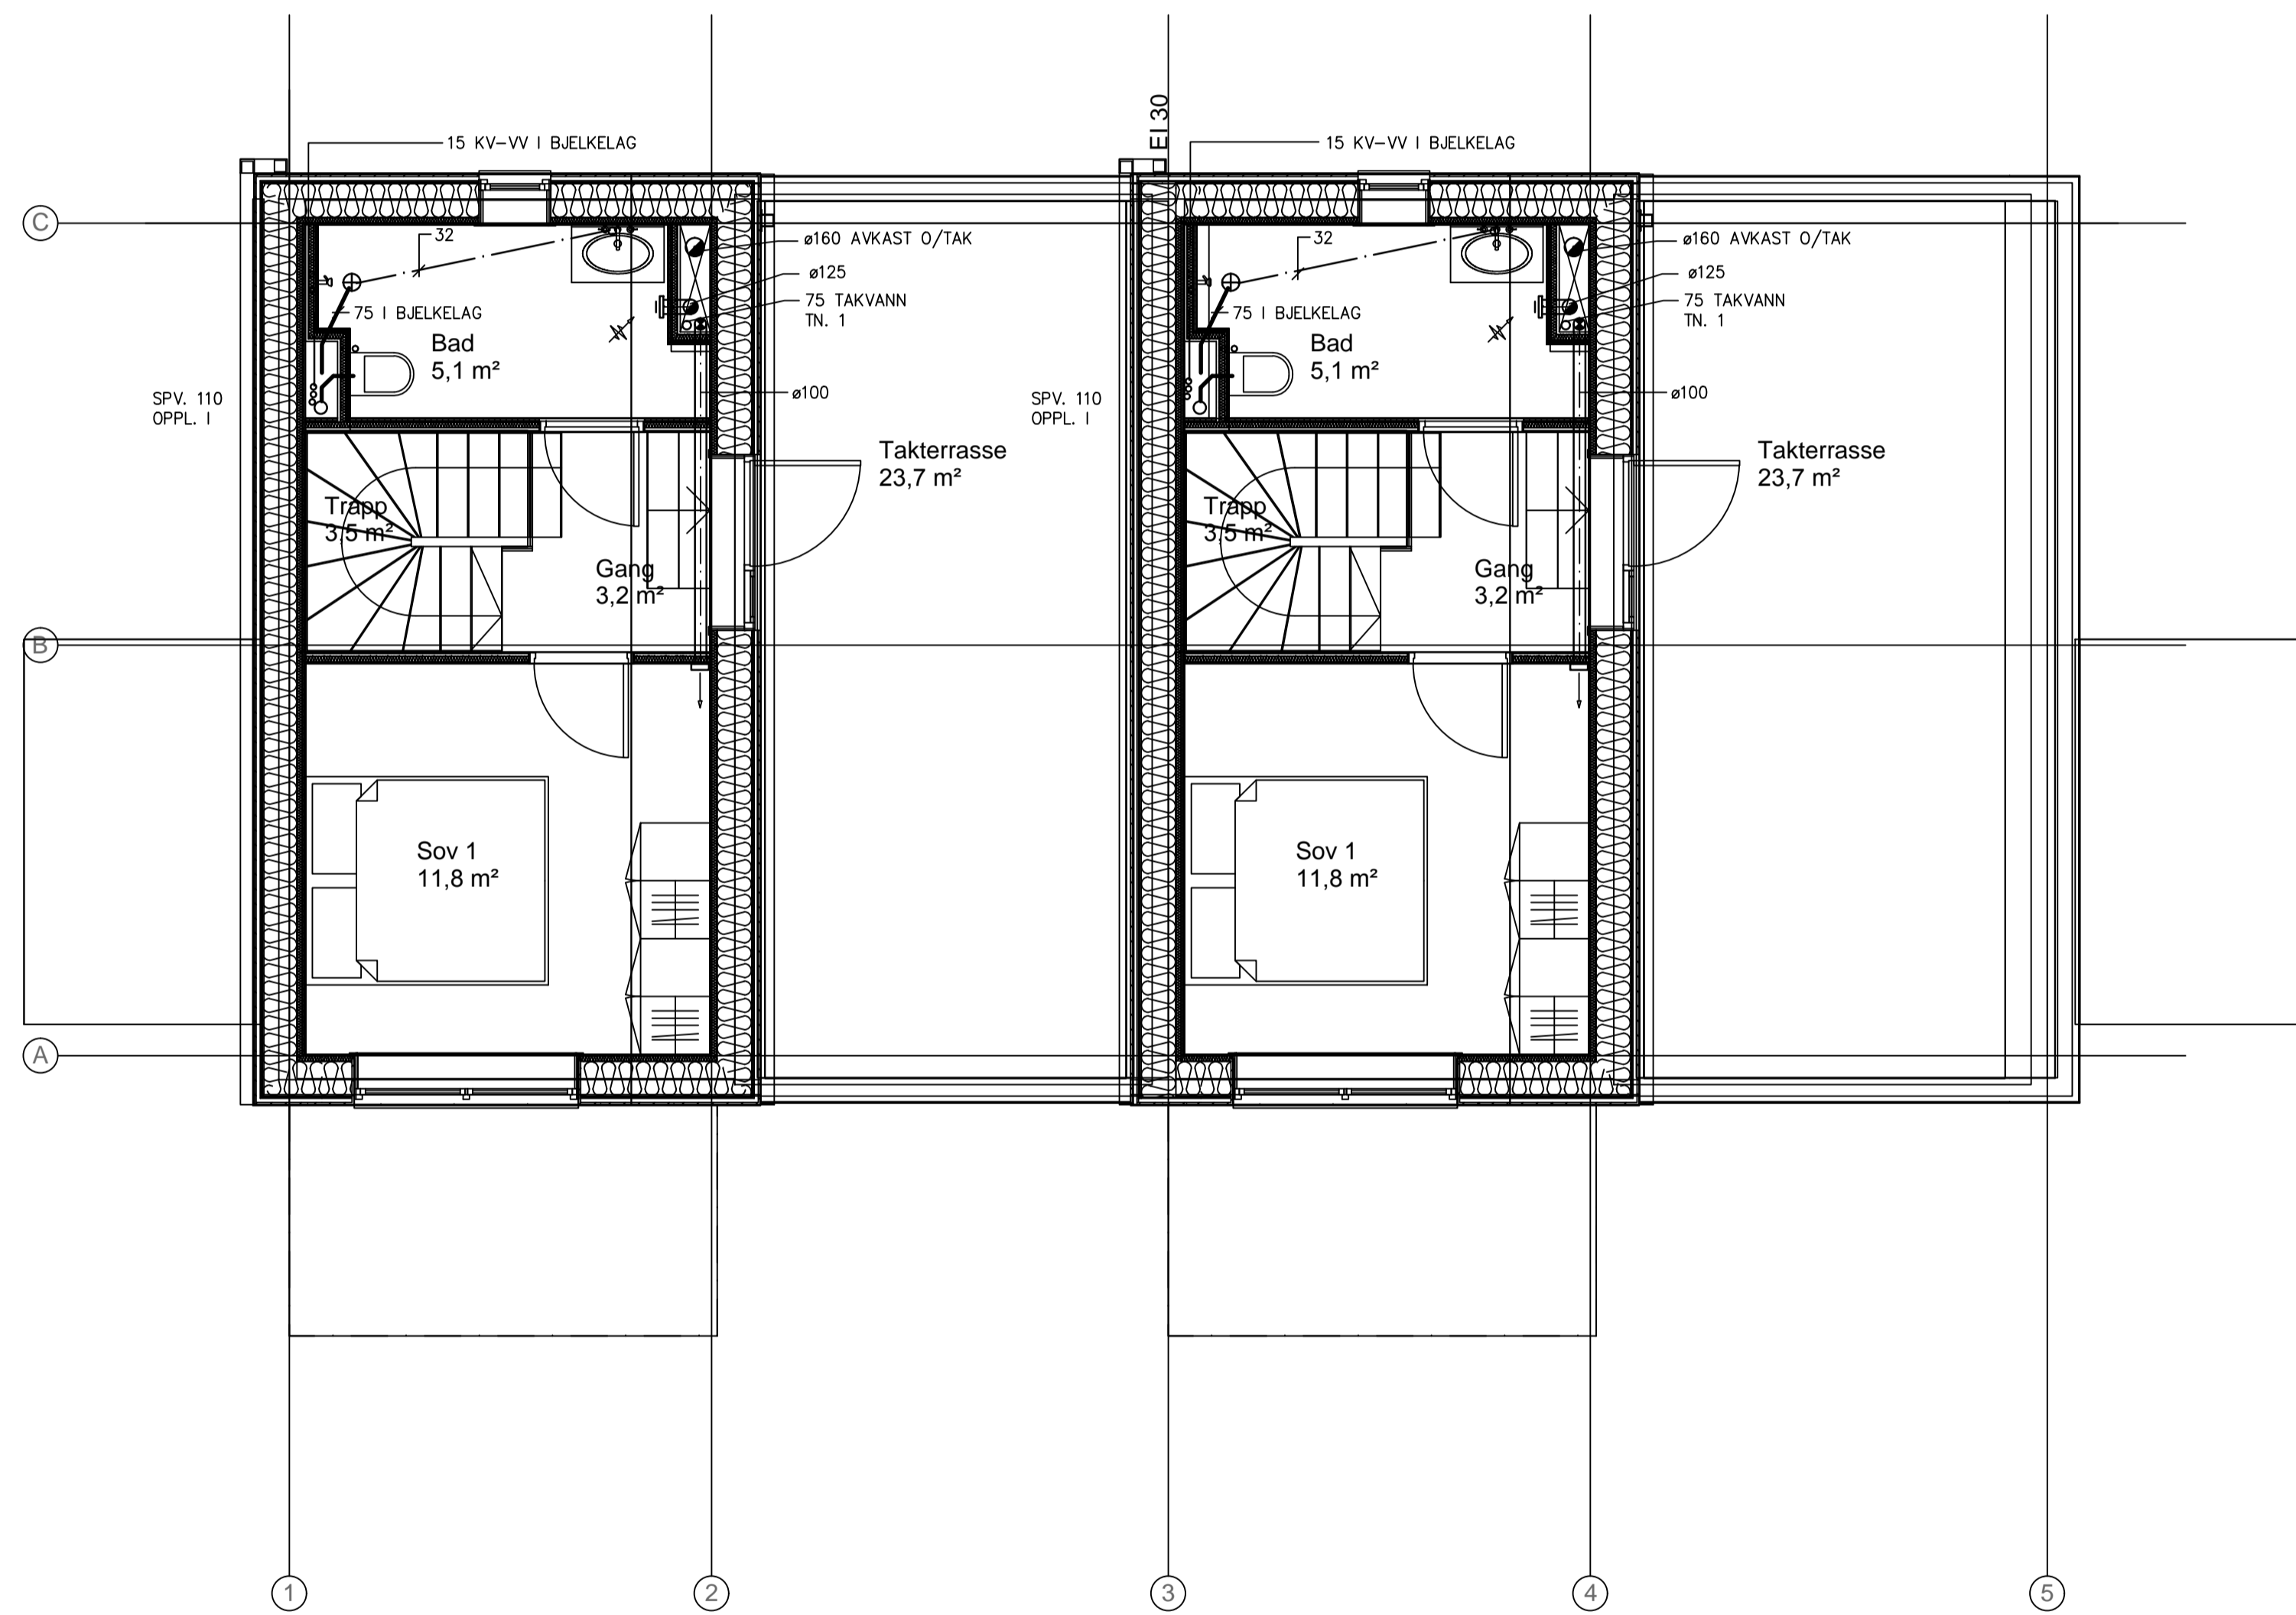 EI 30
15 KV-VV I BJELKELAG
15 KV-VV I BJELKELAG
C
32
ø160 AVKAST O/TAK
ø125
75 TAKVANN
TN. 1
75 I BJELKELAG
Bad
5,1 m²
SPV. 110
OPPL. I
ø100
Takterrasse
23,7 m²
Trapp
3,5 m²
Gang
3,2 m²
Sov 1
11,8 m²
32
ø160 AVKAST O/TAK
ø125
75 TAKVANN
TN. 1
75 I BJELKELAG
Bad
5,1 m²
SPV. 110
OPPL. I
ø100
Takterrasse
23,7 m²
Trapp
3,5 m²
Gang
3,2 m²
Sov 1
11,8 m²
B
A
1
2
3
4
5